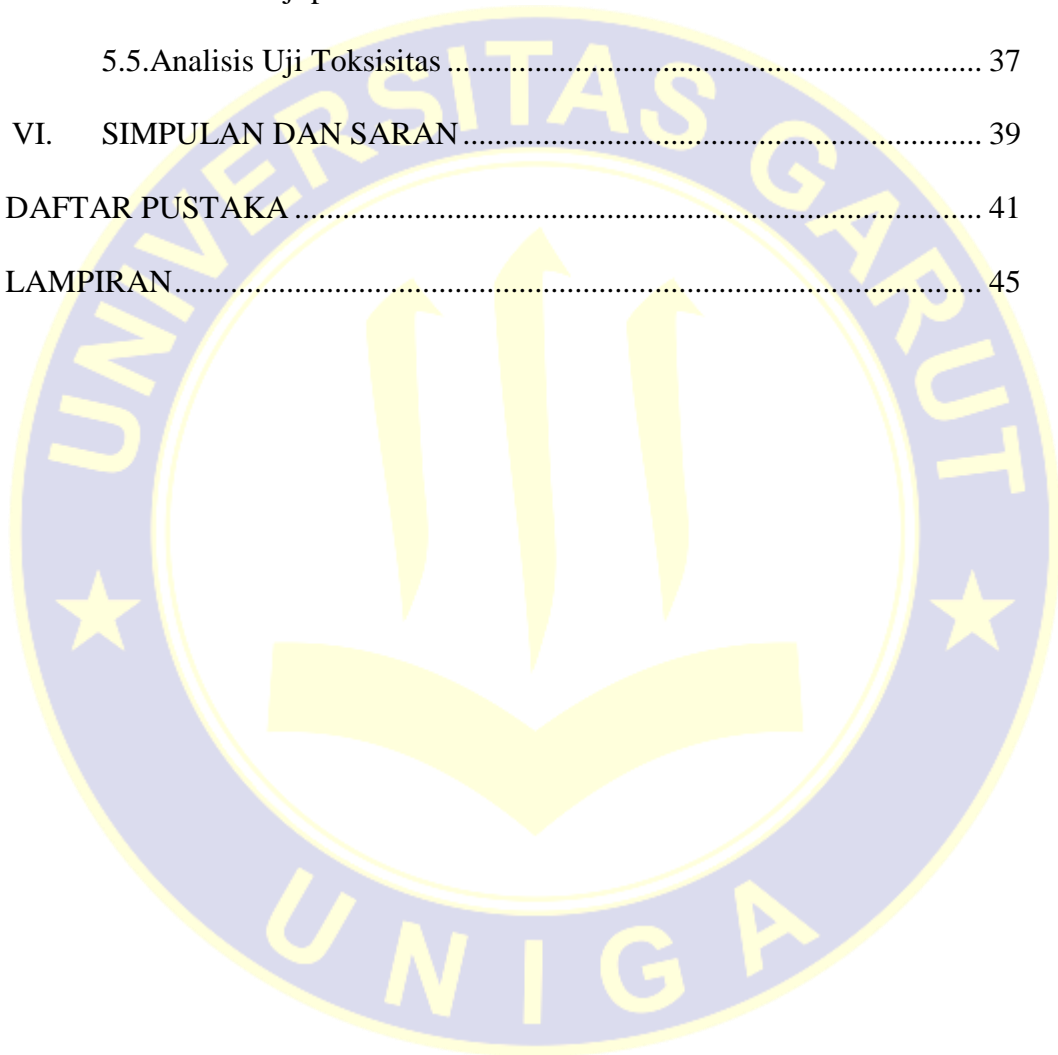 5.5.Analisis Uji Toksisitas ................................................................. 37
VI. SIMPULAN DAN SARAN ............................................................... 39
DAFTAR PUSTAKA .................................................................................... 41
LAMPIRAN.................................................................................................. 45
UNIVERSITAS GARUT
UNIGA